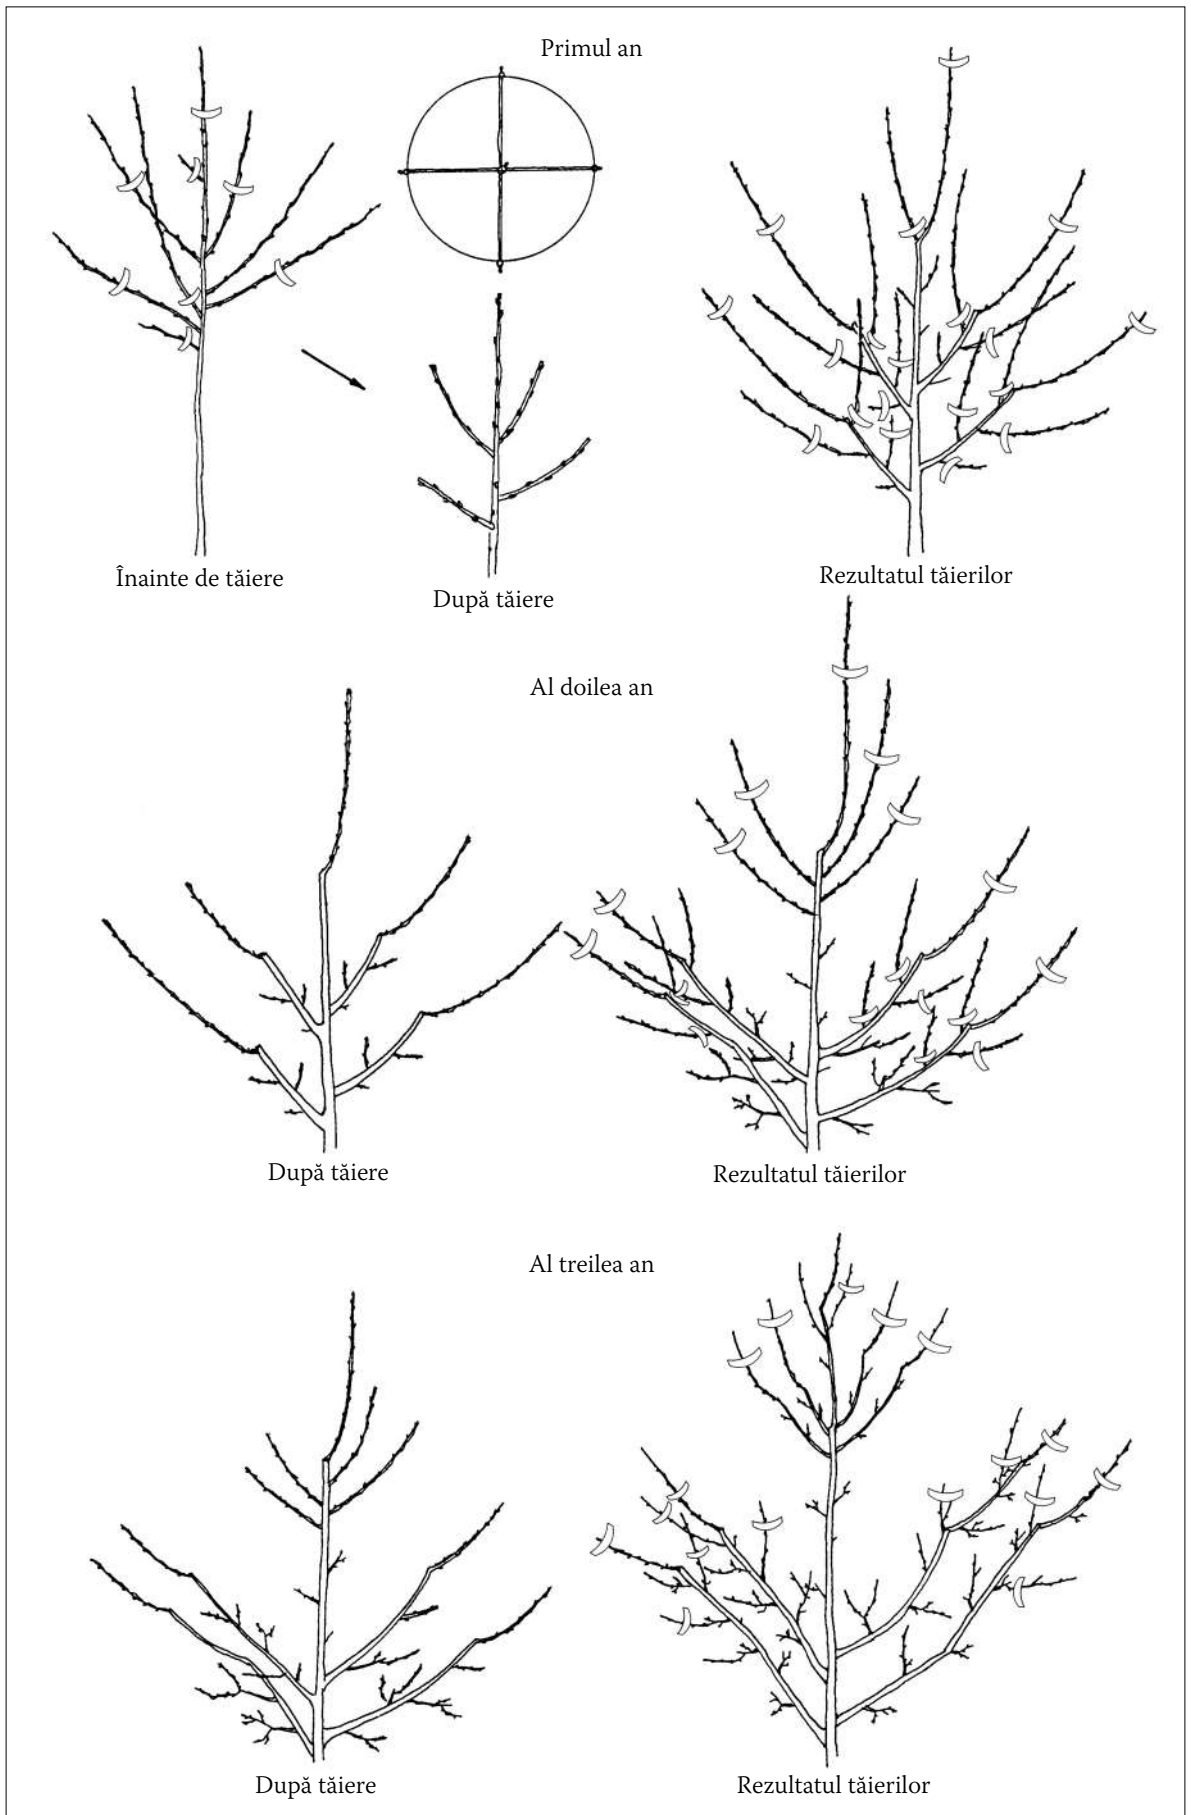 Primul an
Înainte de tăiere
După tăiere
Rezultatul tăierilor
Al doilea an
După tăiere
Rezultatul tăierilor
Al treilea an
După tăiere
Rezultatul tăierilor